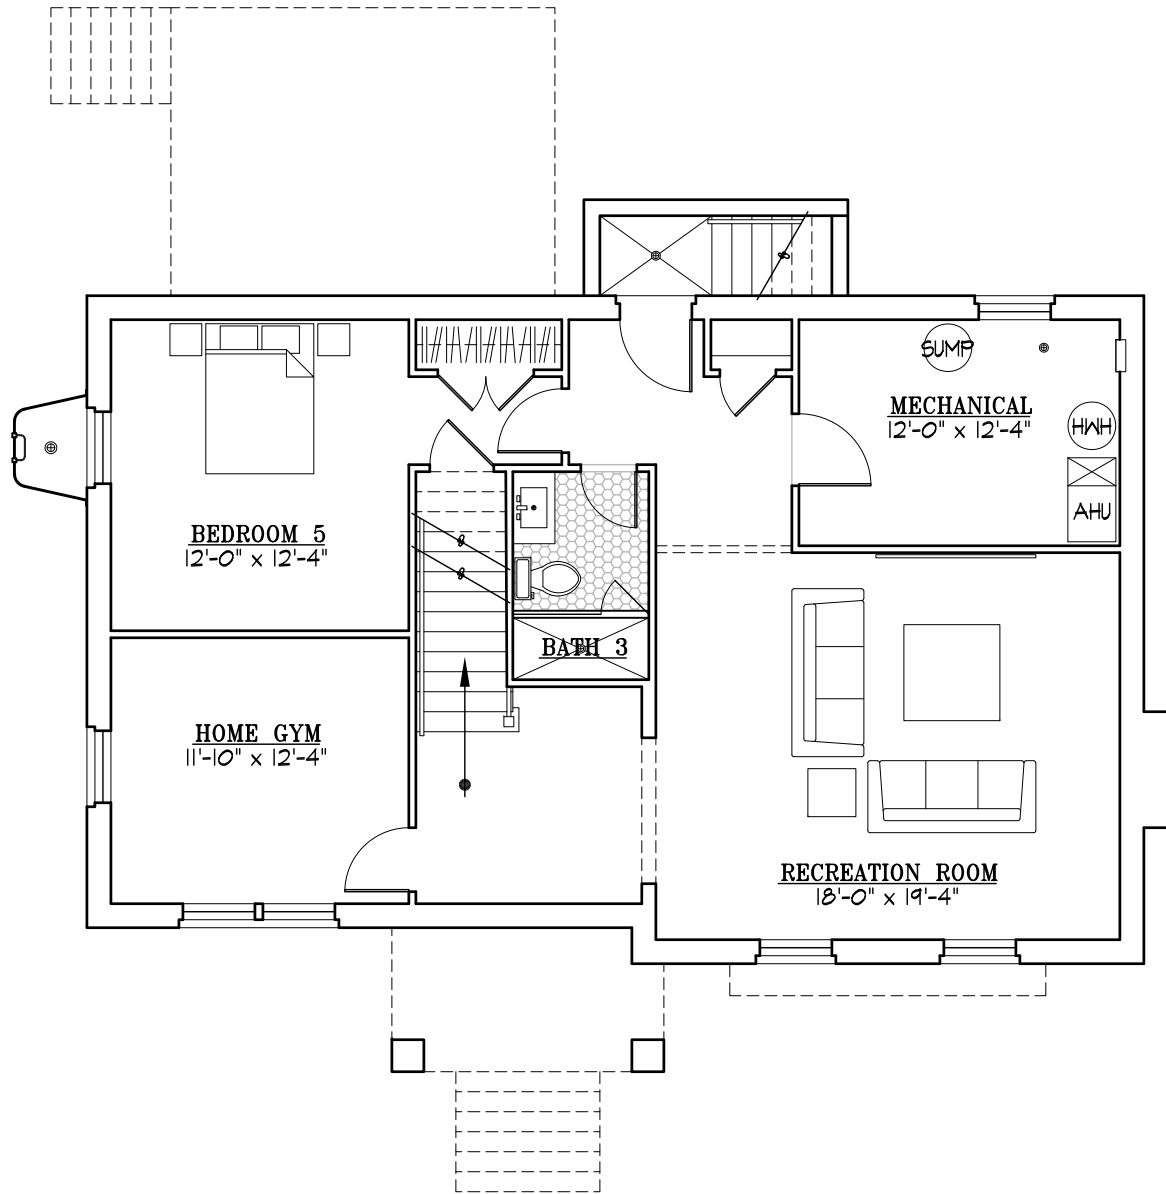 SUMP
MECHANICAL
12'-0" x 12'-4"
HWH
AHU
BEDROOM 5
12'-0" x 12'-4"
BATH 3
HOME GYM
11'-10" x 12'-4"
RECREATION ROOM
18'-0" x 19'-4"